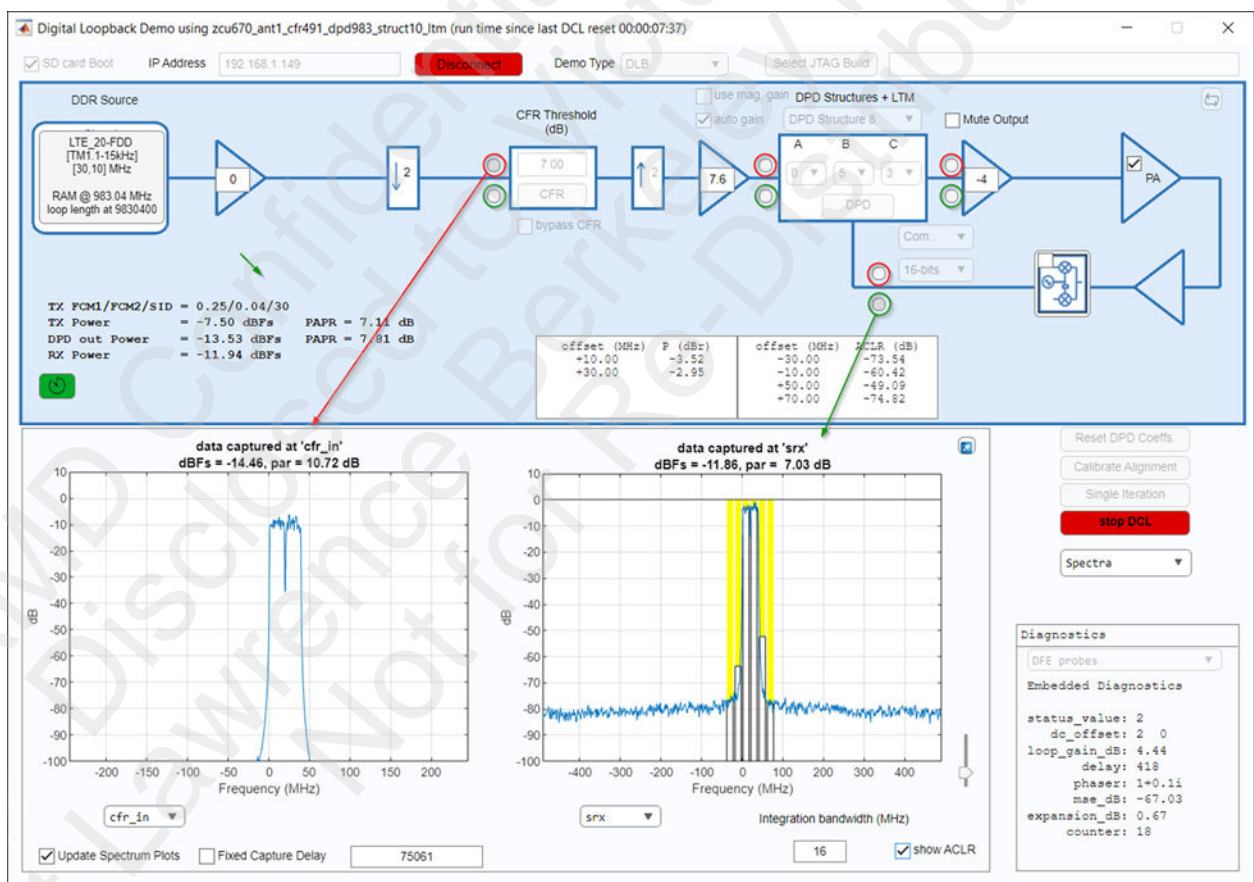 Digital Loopback Demo using zcu670_ant1_cfr491_dpd983_struct10_ltm (run time since last DCL reset 00:00:07:37)
SD card Boot IP Address 192.168.1.149 Disconnect Demo Type DLB Select JTAG Build
DDR Source
LTE_20-FDD
[TM1.1-15kHz]
[30,10] MHz
RAM @ 983.04 MHz
loop length at 9830400
0
2
CFR Threshold
(dB)
7.00
CFR
bypass CFR
2
7.6
use mag. gain
auto gain
DPD Structures + LTM
DPD Structure 8
A B C
0 5 3
DPD
Mute Output
-4
PA
Com...
16-bits
TX FCM1/FCM2/SID = 0.25/0.04/30
TX Power = -7.50 dBFs PAPR = 7.11 dB
DPD out Power = -13.53 dBFs PAPR = 7.81 dB
RX Power = -11.94 dBFs
offset (MHz) P (dBr)
+10.00 -3.52
+30.00 -2.95
offset (MHz) ACLR (dB)
-30.00 -73.54
-10.00 -60.42
+50.00 -49.09
+70.00 -74.82
data captured at 'cfr_in'
dBFs = -14.46, par = 10.72 dB
10
0
-10
-20
-30
-40
-50
-60
-70
-80
-90
-100
dB
-200 -150 -100 -50 0 50 100 150 200
Frequency (MHz)
cfr_in
data captured at 'srx'
dBFs = -11.86, par = 7.03 dB
10
0
-10
-20
-30
-40
-50
-60
-70
-80
-90
-100
dB
-400 -300 -200 -100 0 100 200 300 400
Frequency (MHz)
srx
Integration bandwidth (MHz)
Update Spectrum Plots Fixed Capture Delay 75061
16 show ACLR
Reset DPD Coeffs.
Calibrate Alignment
Single Iteration
stop DCL
Spectra
Diagnostics
DFE probes
Embedded Diagnostics
status_value: 2
dc_offset: 2 0
loop_gain_dB: 4.44
delay: 418
phaser: 1+0.1i
mse_dB: -67.03
expansion_dB: 0.67
counter: 18
AMD Confidential
Disclosed to Victor
Lawrence Berkeley
Not for Re-Distribu